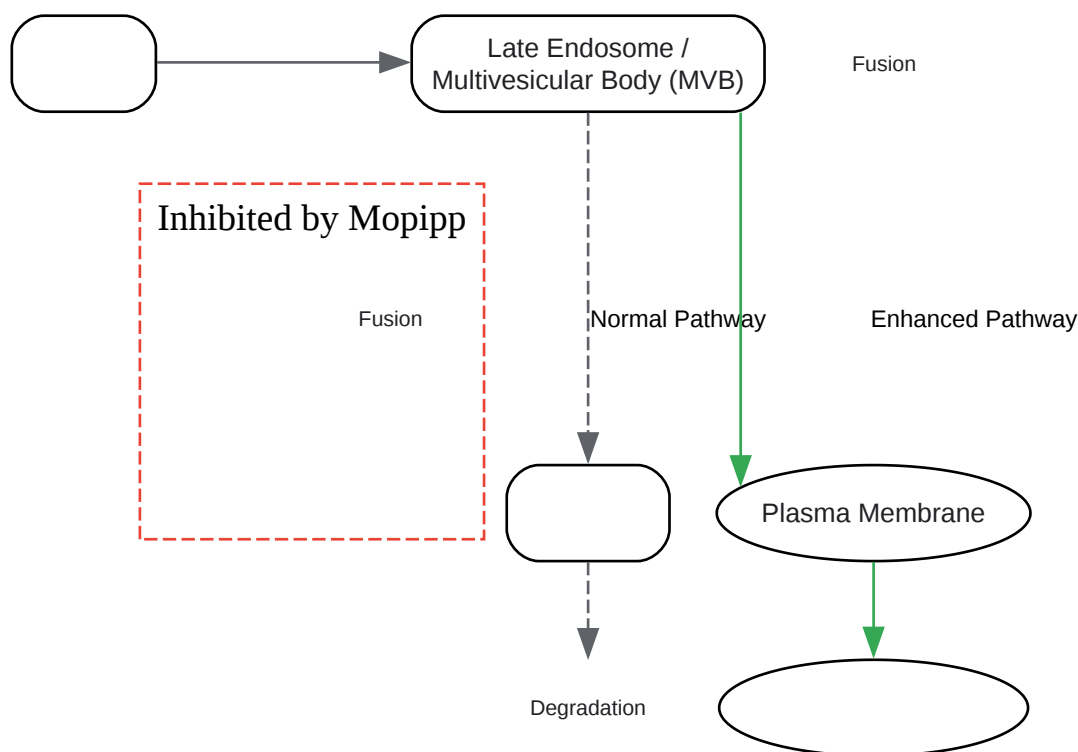 Late Endosome /
Multivesicular Body (MVB)
Fusion
Inhibited by Mopipp
Fusion
Normal Pathway
Enhanced Pathway
Plasma Membrane
Degradation